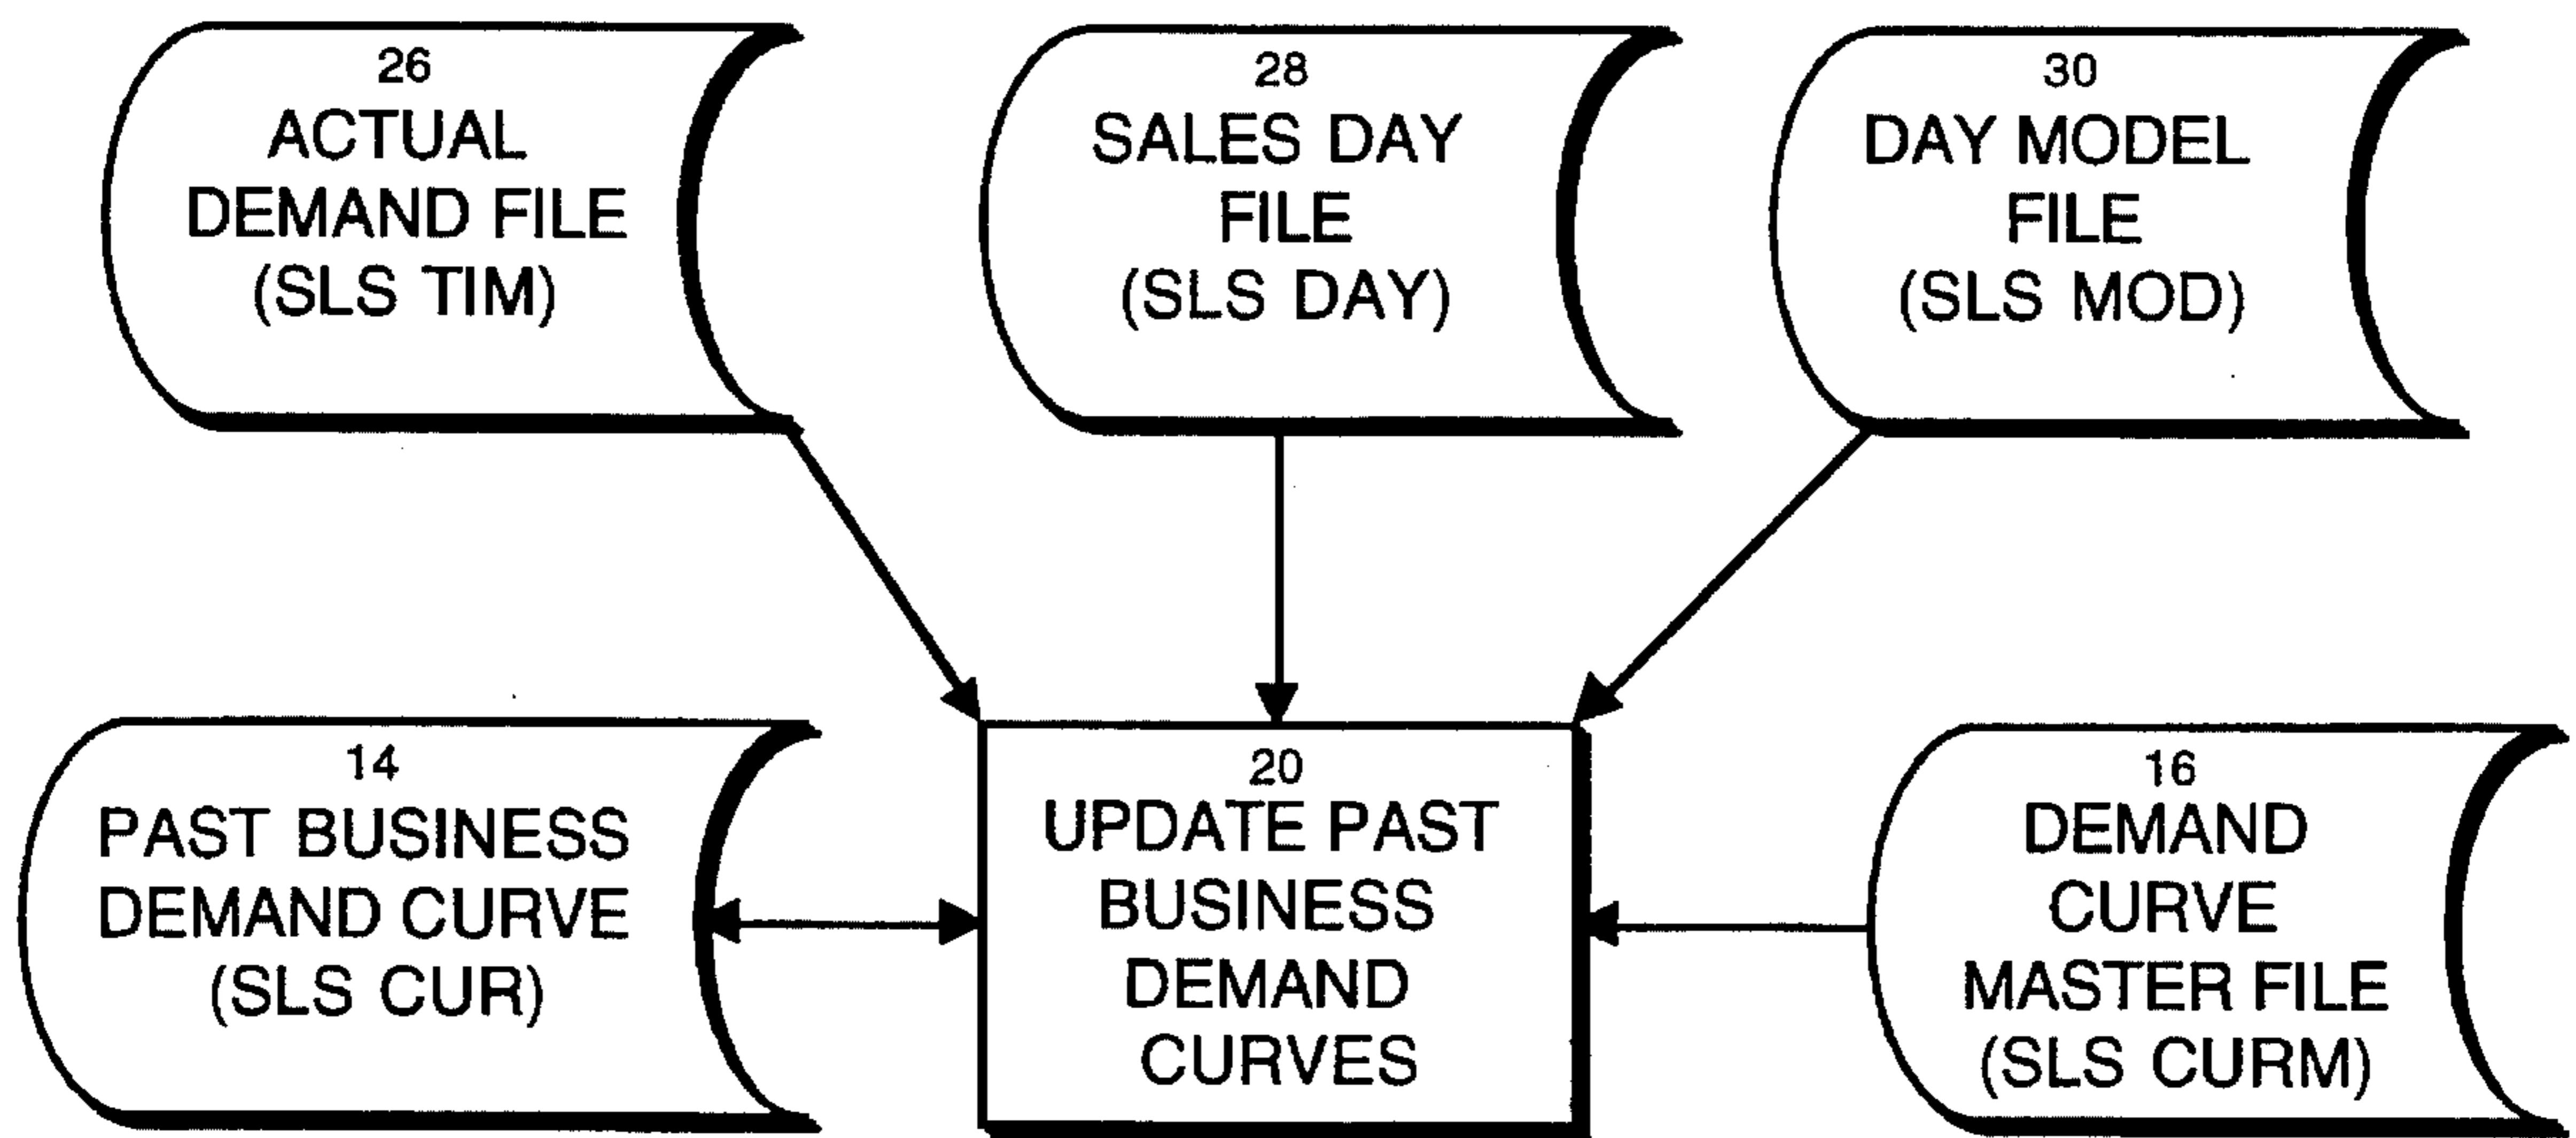 26
ACTUAL
DEMAND FILE
(SLS TIM)
28
SALES DAY
FILE
(SLS DAY)
30
DAY MODEL
FILE
(SLS MOD)
14
PAST BUSINESS
DEMAND CURVE
(SLS CUR)
20
UPDATE PAST
BUSINESS
DEMAND
CURVES
16
DEMAND
CURVE
MASTER FILE
(SLS CURM)